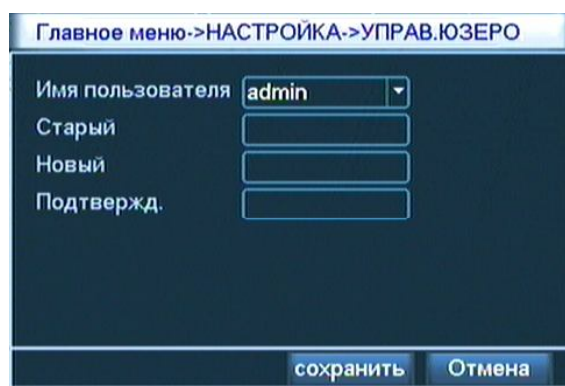 Главное меню->НАСТРОЙКА->УПРАВ.ЮЗЕРО
Имя пользователя admin
Старый
Новый
Подтвержд.
сохранить Отмена